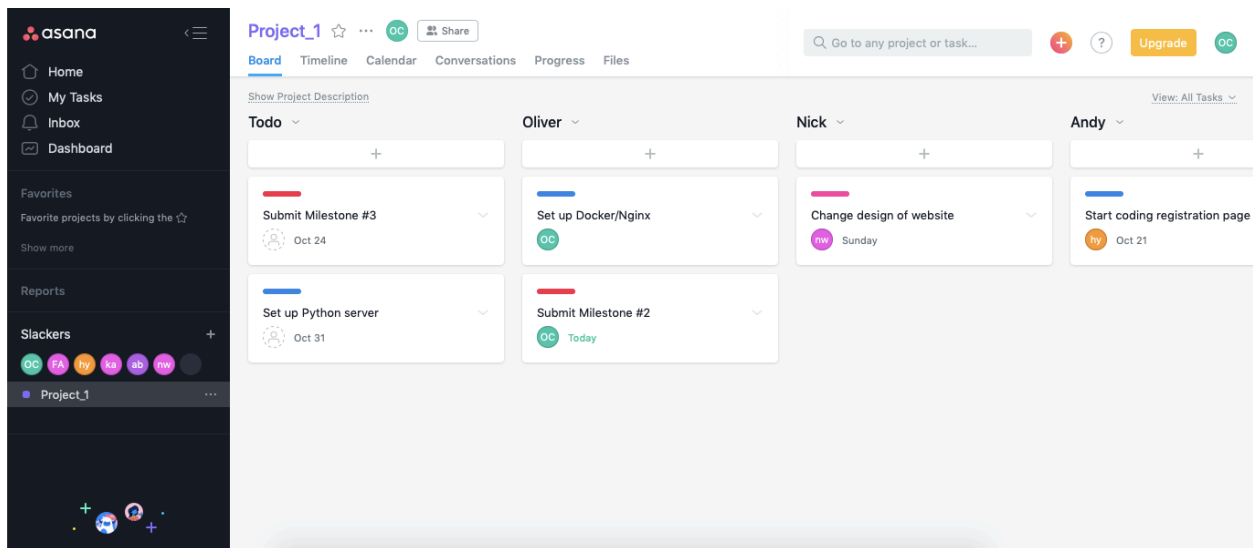 asana
Home
My Tasks
Inbox
Dashboard
Favorites
Favorite projects by clicking the
Show more
Reports
Slackers +
OC FA hy ka ab nw
Project_1 ...
Project_1 ... OC Share
Board Timeline Calendar Conversations Progress Files
Go to any project or task... + ? Upgrade OC
Show Project Description
View: All Tasks
Todo
+
Submit Milestone #3
Oct 24
Set up Python server
Oct 31
Oliver
+
Set up Docker/Nginx
OC
Submit Milestone #2
OC Today
Nick
+
Change design of website
nw Sunday
Andy
+
Start coding registration page
hy Oct 21